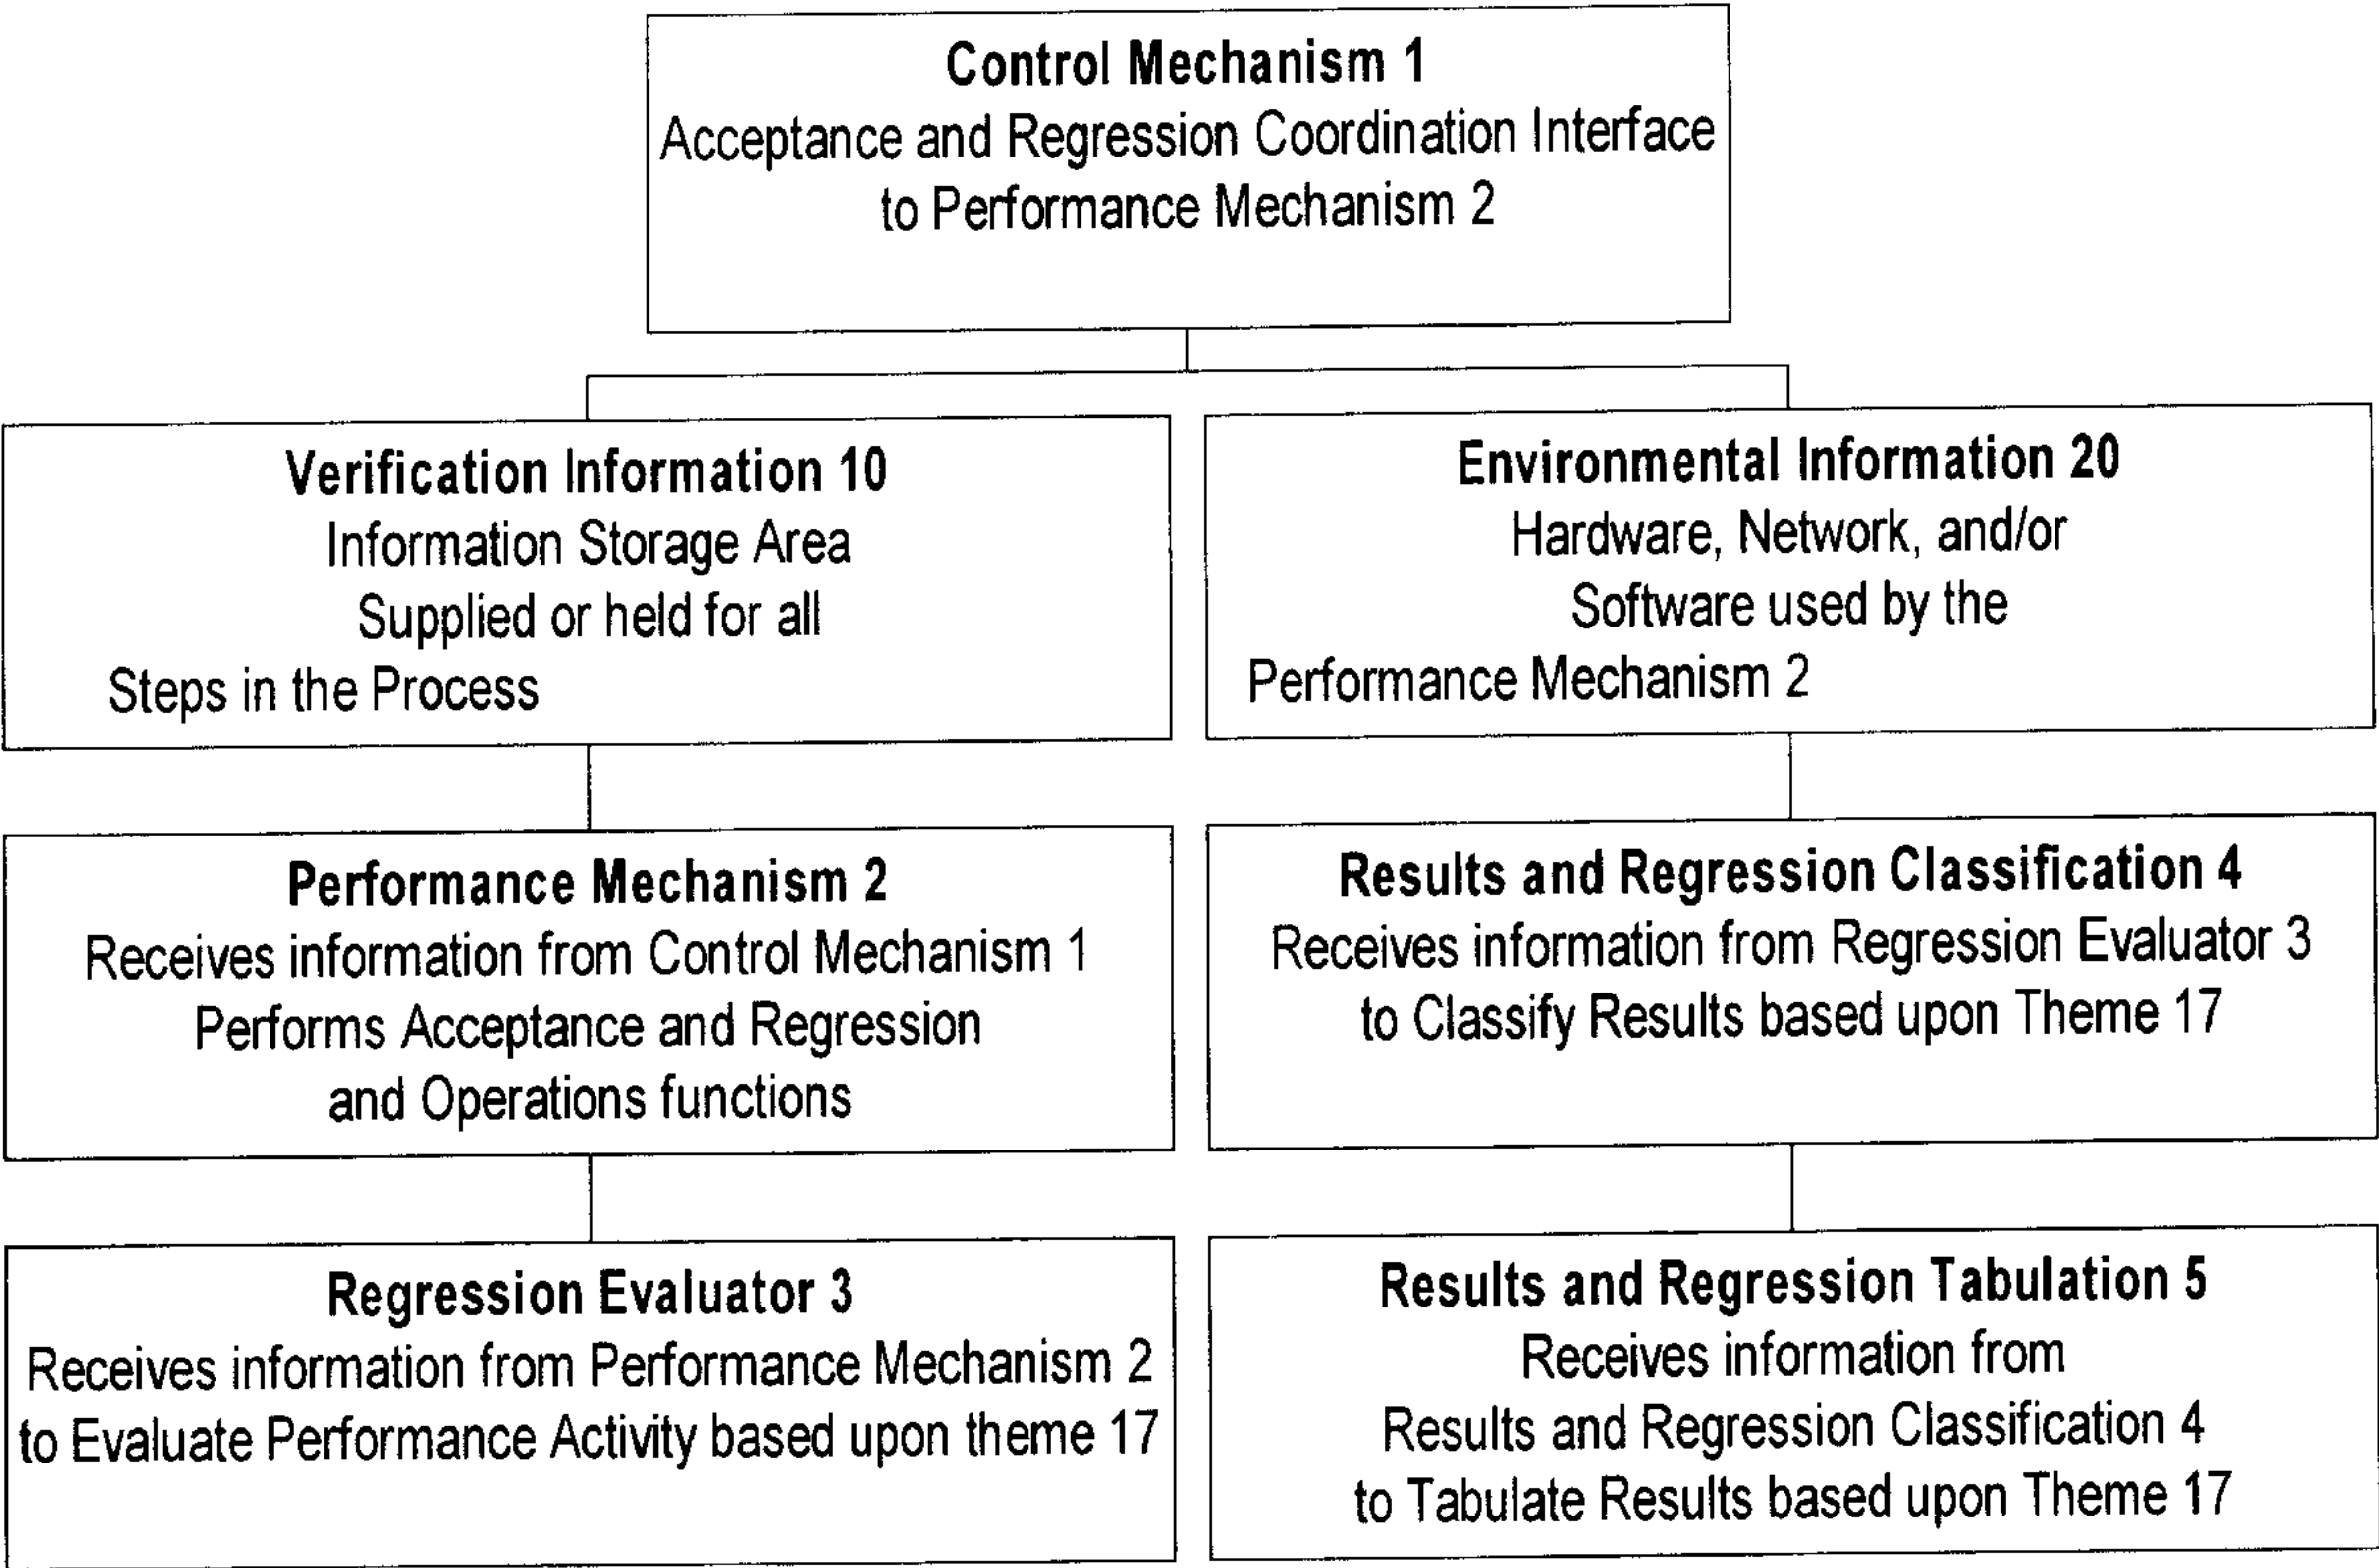 Control Mechanism 1
Acceptance and Regression Coordination Interface
to Performance Mechanism 2
Verification Information 10
Information Storage Area
Supplied or held for all
Steps in the Process
Environmental Information 20
Hardware, Network, and/or
Software used by the
Performance Mechanism 2
Performance Mechanism 2
Receives information from Control Mechanism 1
Performs Acceptance and Regression
and Operations functions
Results and Regression Classification 4
Receives information from Regression Evaluator 3
to Classify Results based upon Theme 17
Regression Evaluator 3
Receives information from Performance Mechanism 2
to Evaluate Performance Activity based upon theme 17
Results and Regression Tabulation 5
Receives information from
Results and Regression Classification 4
to Tabulate Results based upon Theme 17